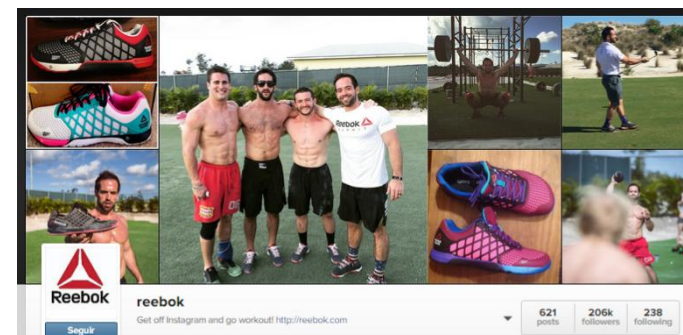 Reebok
Reebok
reebok
Get off Instagram and go workout! http://reebok.com
Seguir
621
posts
206k
followers
238
following